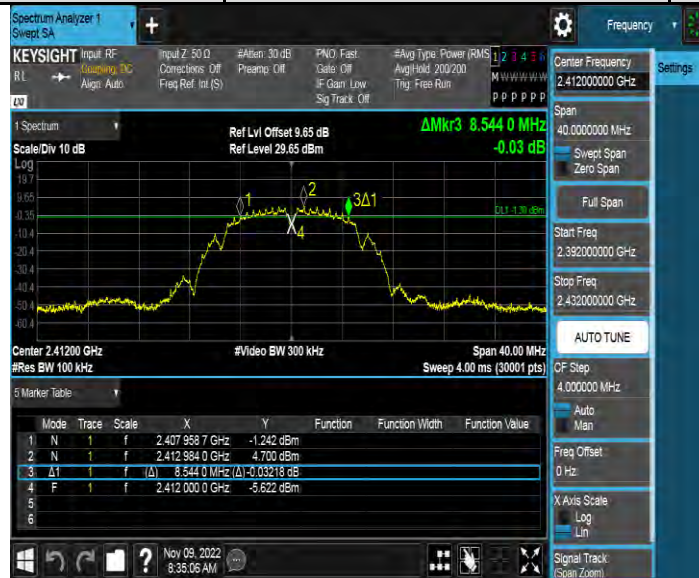 Spectrum Analyzer 1
Swept SA
+
Frequency
KEYSIGHT
Input: RF
Coupling: DC
Align: Auto
Input Z: 50 Ω
Corrections: Off
Freq Ref: Int (S)
#Atten: 30 dB
Preamp: Off
PNO: Fast
Gate: Off
IF Gain: Low
Sig Track: Off
#Avg Type: Power (RMS
Avg|Hold: 200/200
Trig: Free Run
1 2 3 4 5 6
M W W W W W
P P P P P P
RL
LXI
Settings
Center Frequency
2.412000000 GHz
Span
40.0000000 MHz
Swept Span
Zero Span
Full Span
Start Freq
2.392000000 GHz
Stop Freq
2.432000000 GHz
AUTO TUNE
CF Step
4.000000 MHz
Auto
Man
Freq Offset
0 Hz
X Axis Scale
Log
Lin
Signal Track
(Span Zoom)
1 Spectrum
Scale/Div 10 dB
Log
Ref Lvl Offset 9.65 dB
Ref Level 29.65 dBm
ΔMkr3 8.544 0 MHz
-0.03 dB
19.7
9.65
-0.35
-10.4
-20.4
-30.4
-40.4
-50.4
-60.4
1
2
3Δ1
4
DL1 -1.30 dBm
Center 2.41200 GHz
#Res BW 100 kHz
#Video BW 300 kHz
Span 40.00 MHz
Sweep 4.00 ms (30001 pts)
5 Marker Table
Mode Trace Scale X Y Function Function Width Function Value
1 N 1 f 2.407 958 7 GHz -1.242 dBm
2 N 1 f 2.412 984 0 GHz 4.700 dBm
3 Δ1 1 f (Δ) 8.544 0 MHz (Δ) -0.03218 dB
4 F 1 f 2.412 000 0 GHz -5.622 dBm
5
6
?
Nov 09, 2022
8:35:06 AM